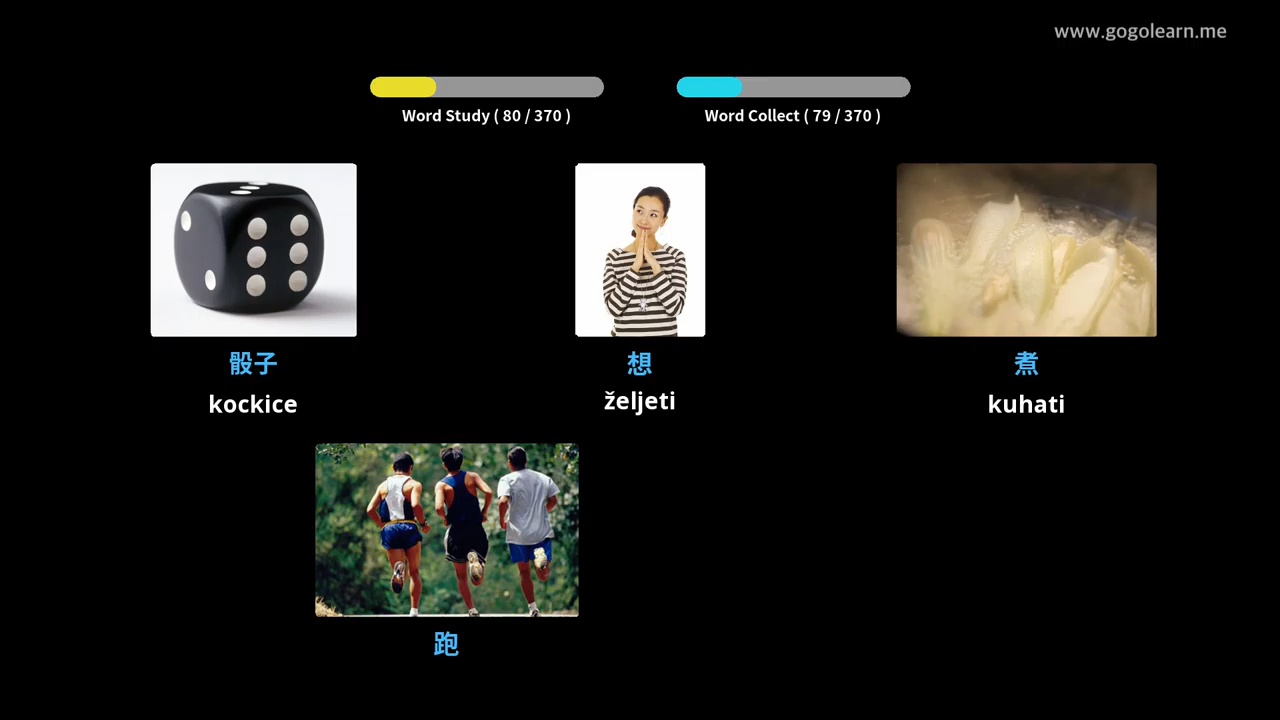 www.gogolearn.me
Word Study ( 80 / 370 )
Word Collect ( 79 / 370 )
骰子
想
煮
kockice
željeti
kuhati
跑